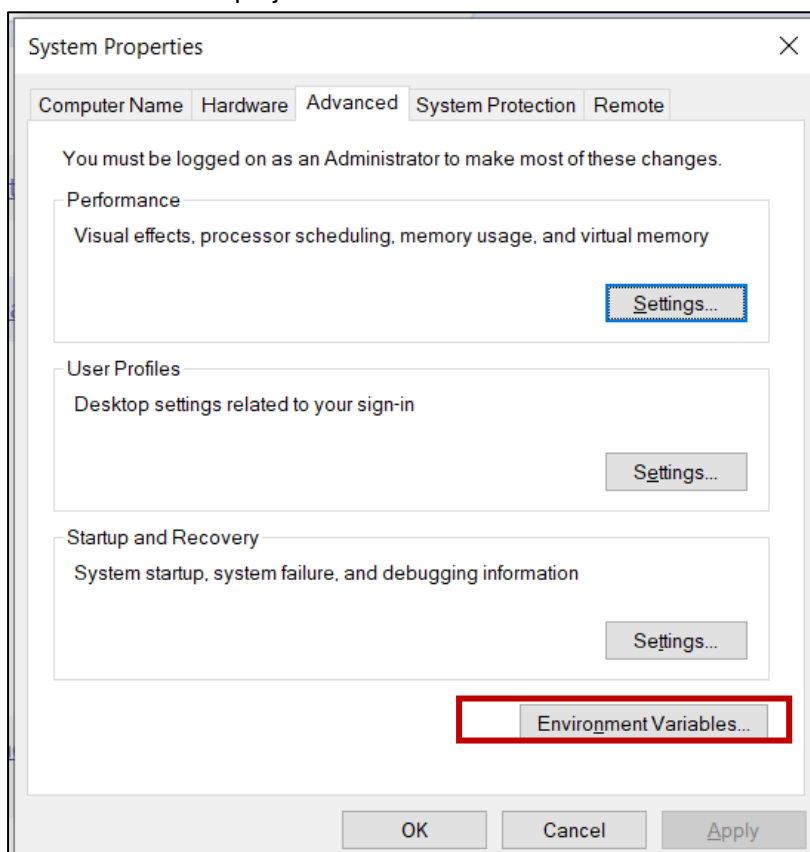 System Properties
Computer Name Hardware Advanced System Protection Remote
You must be logged on as an Administrator to make most of these changes.
Performance
Visual effects, processor scheduling, memory usage, and virtual memory
Settings...
User Profiles
Desktop settings related to your sign-in
Settings...
Startup and Recovery
System startup, system failure, and debugging information
Settings...
Environment Variables...
OK Cancel Apply